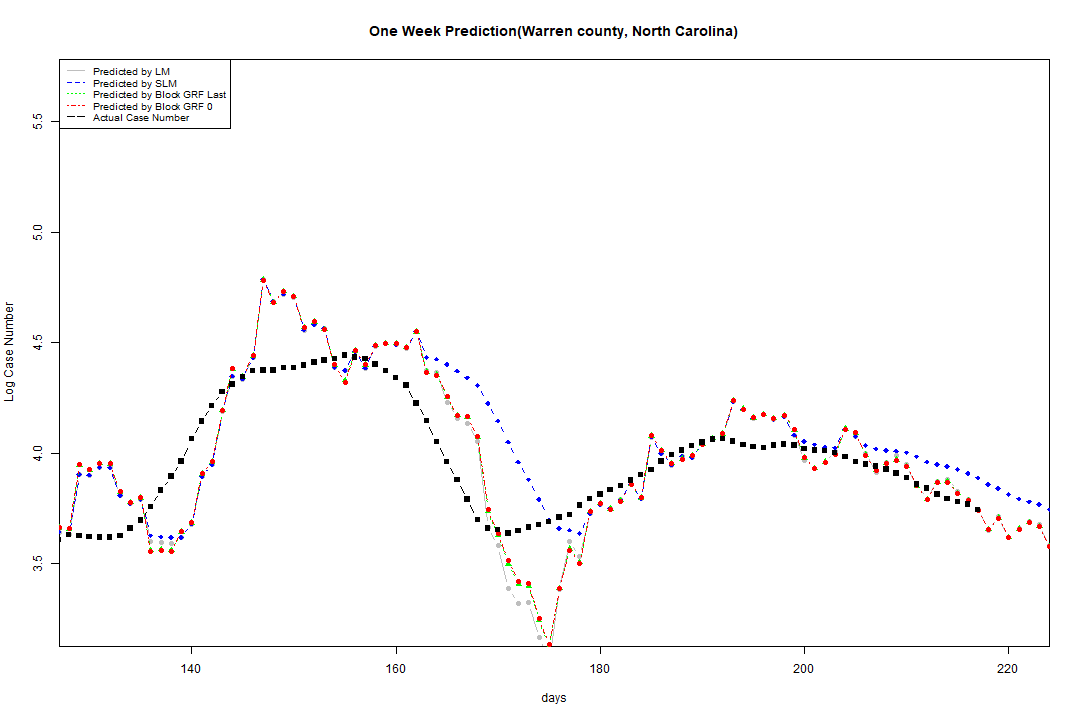 One Week Prediction(Warren county, North Carolina)
Predicted by LM
Predicted by SLM
Predicted by Block GRF Last
Predicted by Block GRF 0
Actual Case Number
5.5
5.0
4.5
4.0
3.5
Log Case Number
140 160 180 200 220
days